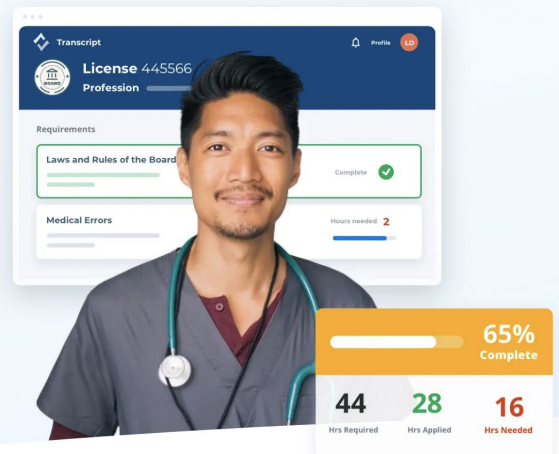 Transcript
Profile
LD
BOARD
License 445566
Profession
Requirements
Laws and Rules of the Board
Complete
Medical Errors
Hours needed 2
65%
Complete
44
28
16
Hrs Required
Hrs Applied
Hrs Needed